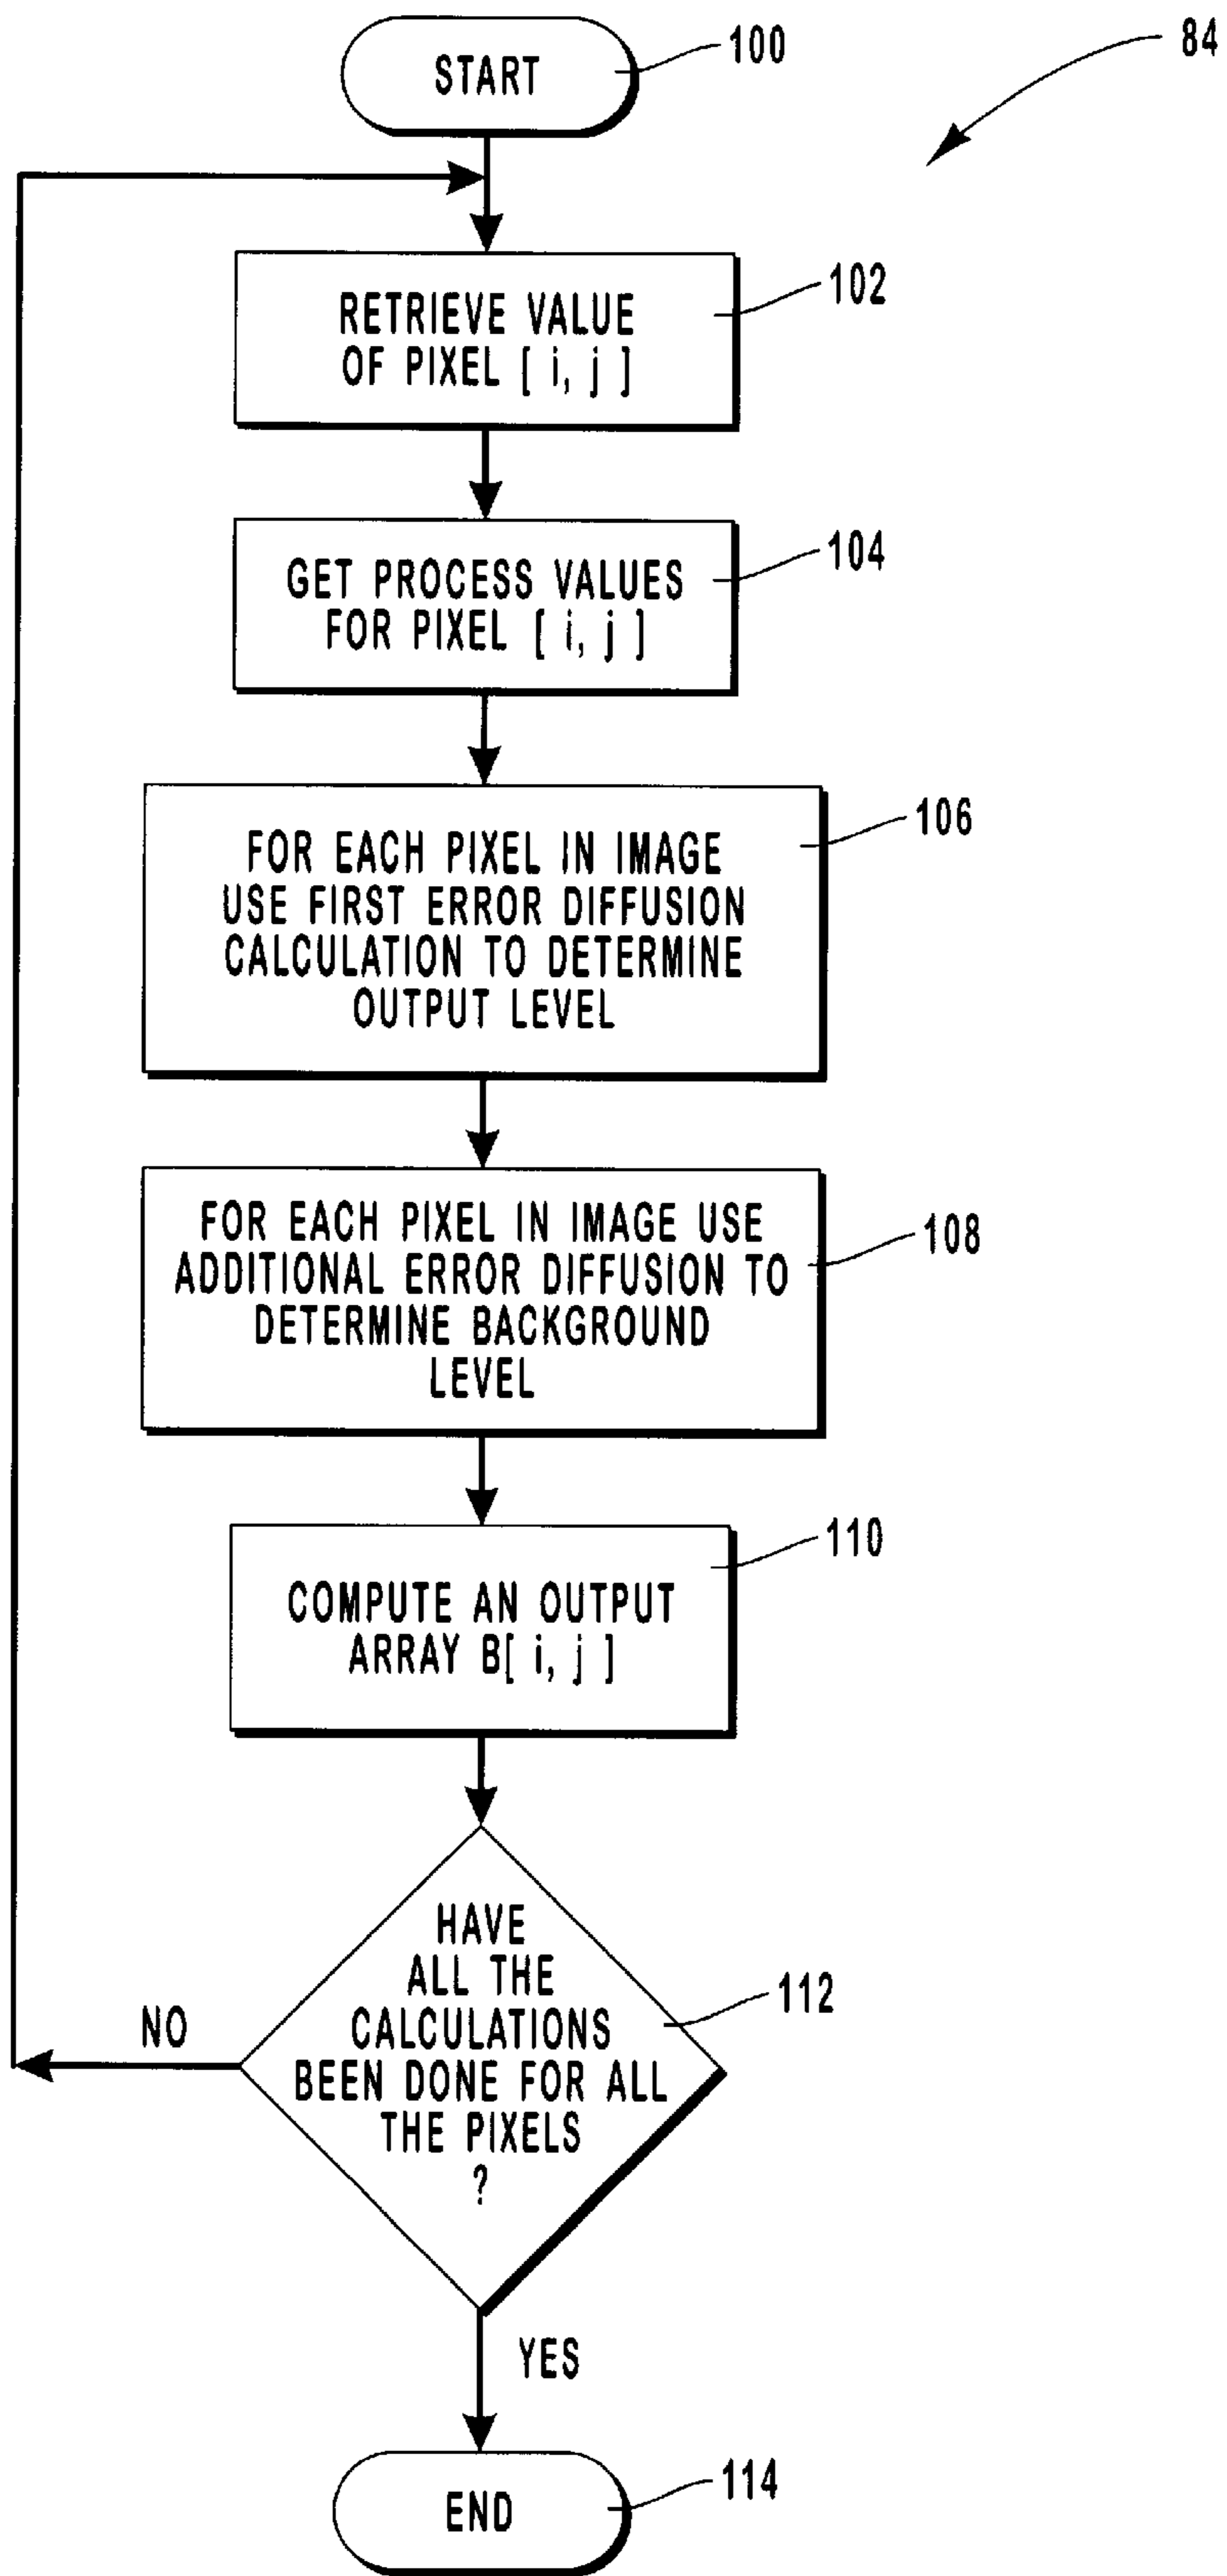 START
100
84
RETRIEVE VALUE
OF PIXEL [ i, j ]
102
GET PROCESS VALUES
FOR PIXEL [ i, j ]
104
FOR EACH PIXEL IN IMAGE
USE FIRST ERROR DIFFUSION
CALCULATION TO DETERMINE
OUTPUT LEVEL
106
FOR EACH PIXEL IN IMAGE USE
ADDITIONAL ERROR DIFFUSION TO
DETERMINE BACKGROUND
LEVEL
108
COMPUTE AN OUTPUT
ARRAY B[ i, j ]
110
HAVE
ALL THE
CALCULATIONS
BEEN DONE FOR ALL
THE PIXELS
?
112
NO
YES
END
114